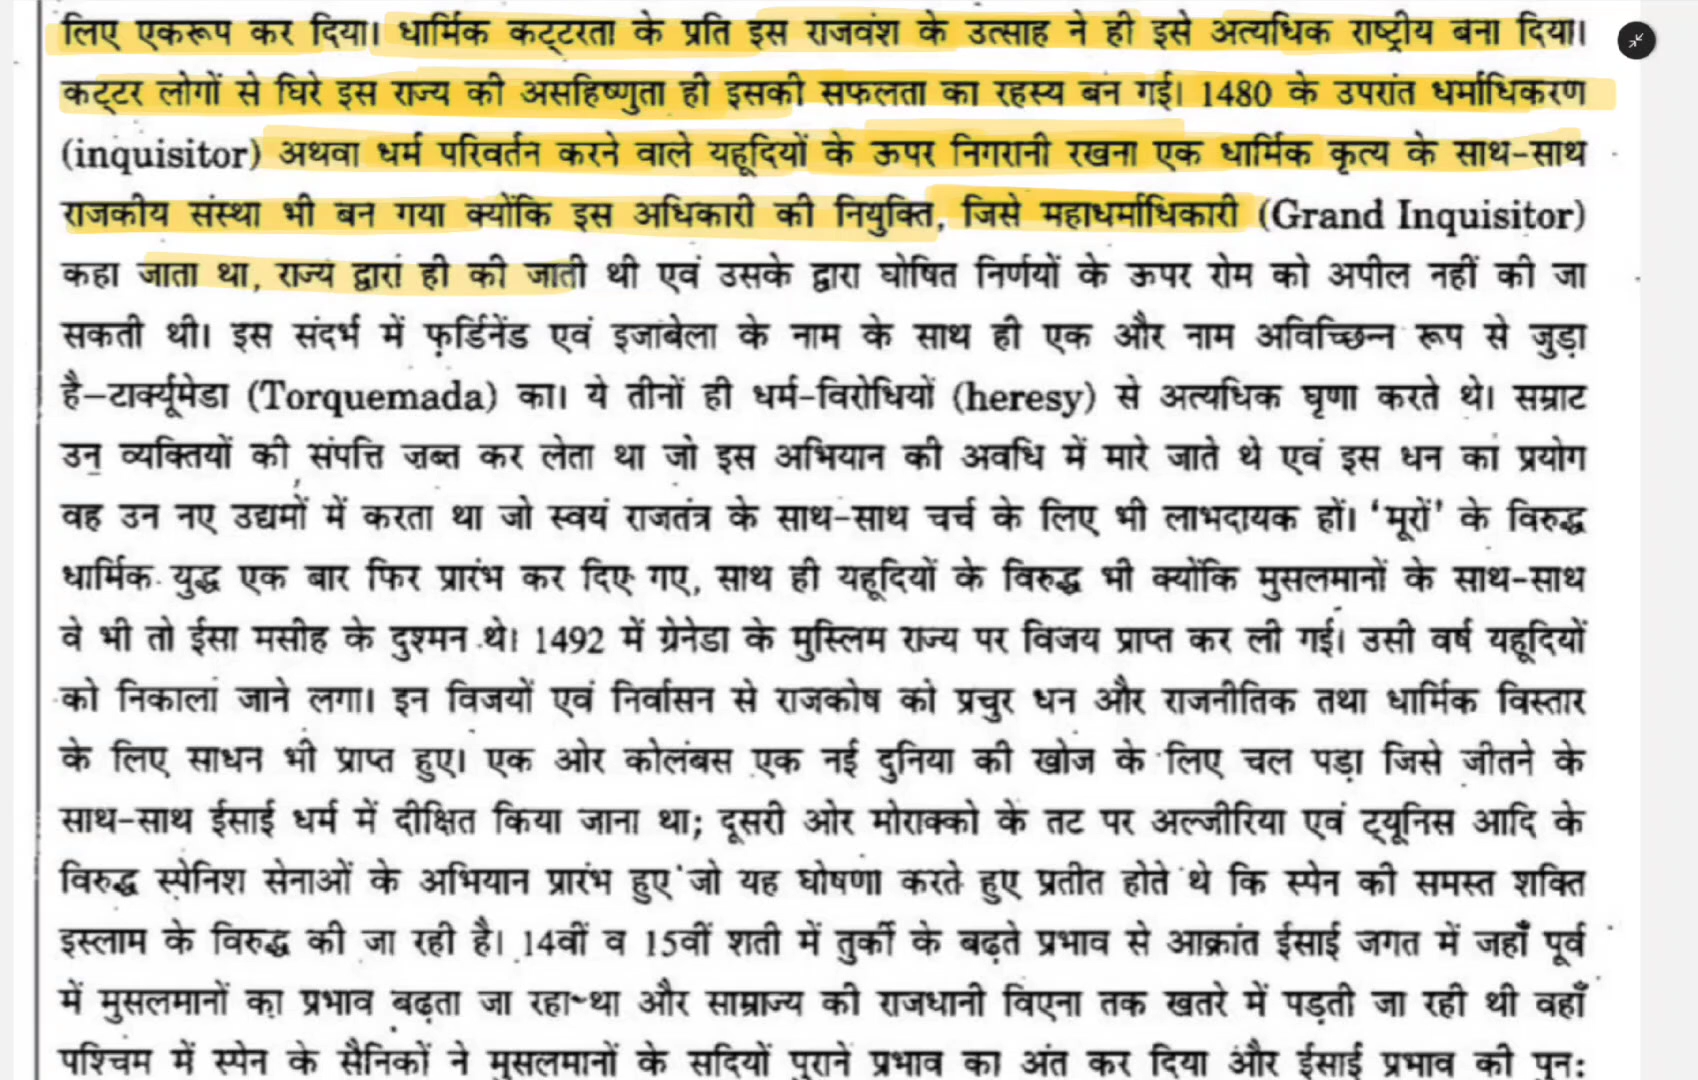 लिए एकरूप कर दिया। धार्मिक कट्टरता के प्रति इस राजवंश के उत्साह ने ही इसे अत्यधिक राष्ट्रीय बना दिया।
कट्टर लोगों से घिरे इस राज्य की असहिष्णुता ही इसकी सफलता का रहस्य बन गई। 1480 के उपरांत धर्माधिकरण
(inquisitor) अथवा धर्म परिवर्तन करने वाले यहूदियों के ऊपर निगरानी रखना एक धार्मिक कृत्य के साथ-साथ
राजकीय संस्था भी बन गया क्योंकि इस अधिकारी की नियुक्ति, जिसे महाधर्माधिकारी (Grand Inquisitor)
कहा जाता था, राज्य द्वारा ही की जाती थी एवं उसके द्वारा घोषित निर्णयों के ऊपर रोम को अपील नहीं की जा
सकती थी। इस संदर्भ में फ़र्डिनेंड एवं इजाबेला के नाम के साथ ही एक और नाम अविच्छिन्न रूप से जुड़ा
है–टार्क्यूमेडा (Torquemada) का। ये तीनों ही धर्म-विरोधियों (heresy) से अत्यधिक घृणा करते थे। सम्राट
उन व्यक्तियों की संपत्ति ज़ब्त कर लेता था जो इस अभियान की अवधि में मारे जाते थे एवं इस धन का प्रयोग
वह उन नए उद्यमों में करता था जो स्वयं राजतंत्र के साथ-साथ चर्च के लिए भी लाभदायक हों। 'मूरों' के विरुद्ध
धार्मिक युद्ध एक बार फिर प्रारंभ कर दिए गए, साथ ही यहूदियों के विरुद्ध भी क्योंकि मुसलमानों के साथ-साथ
वे भी तो ईसा मसीह के दुश्मन थे। 1492 में ग्रेनेडा के मुस्लिम राज्य पर विजय प्राप्त कर ली गई। उसी वर्ष यहूदियों
को निकाला जाने लगा। इन विजयों एवं निर्वासन से राजकोष को प्रचुर धन और राजनीतिक तथा धार्मिक विस्तार
के लिए साधन भी प्राप्त हुए। एक ओर कोलंबस एक नई दुनिया की खोज के लिए चल पड़ा जिसे जीतने के
साथ-साथ ईसाई धर्म में दीक्षित किया जाना था; दूसरी ओर मोराक्को के तट पर अल्जीरिया एवं ट्यूनिस आदि के
विरुद्ध स्पेनिश सेनाओं के अभियान प्रारंभ हुए जो यह घोषणा करते हुए प्रतीत होते थे कि स्पेन की समस्त शक्ति
इस्लाम के विरुद्ध की जा रही है। 14वीं व 15वीं शती में तुर्की के बढ़ते प्रभाव से आक्रांत ईसाई जगत में जहाँ पूर्व
में मुसलमानों का प्रभाव बढ़ता जा रहा था और साम्राज्य की राजधानी विएना तक खतरे में पड़ती जा रही थी वहाँ
पश्चिम में स्पेन के सैनिकों ने मुसलमानों के सदियों पुराने प्रभाव का अंत कर दिया और ईसाई प्रभाव की पुन: